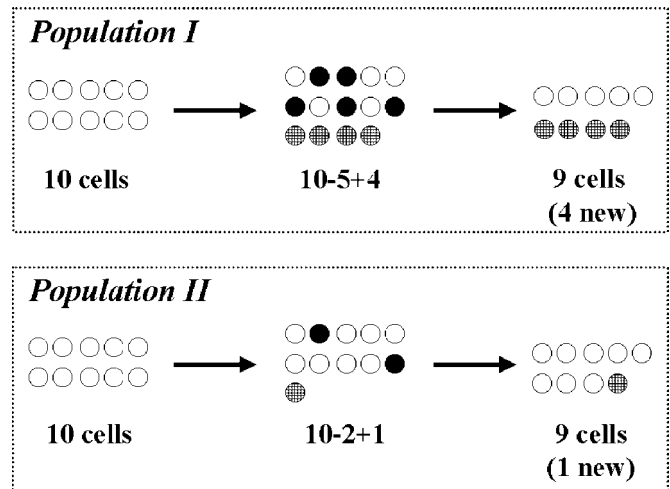 Population I
10 cells
10-5+4
9 cells
(4 new)
Population II
10 cells
10-2+1
9 cells
(1 new)